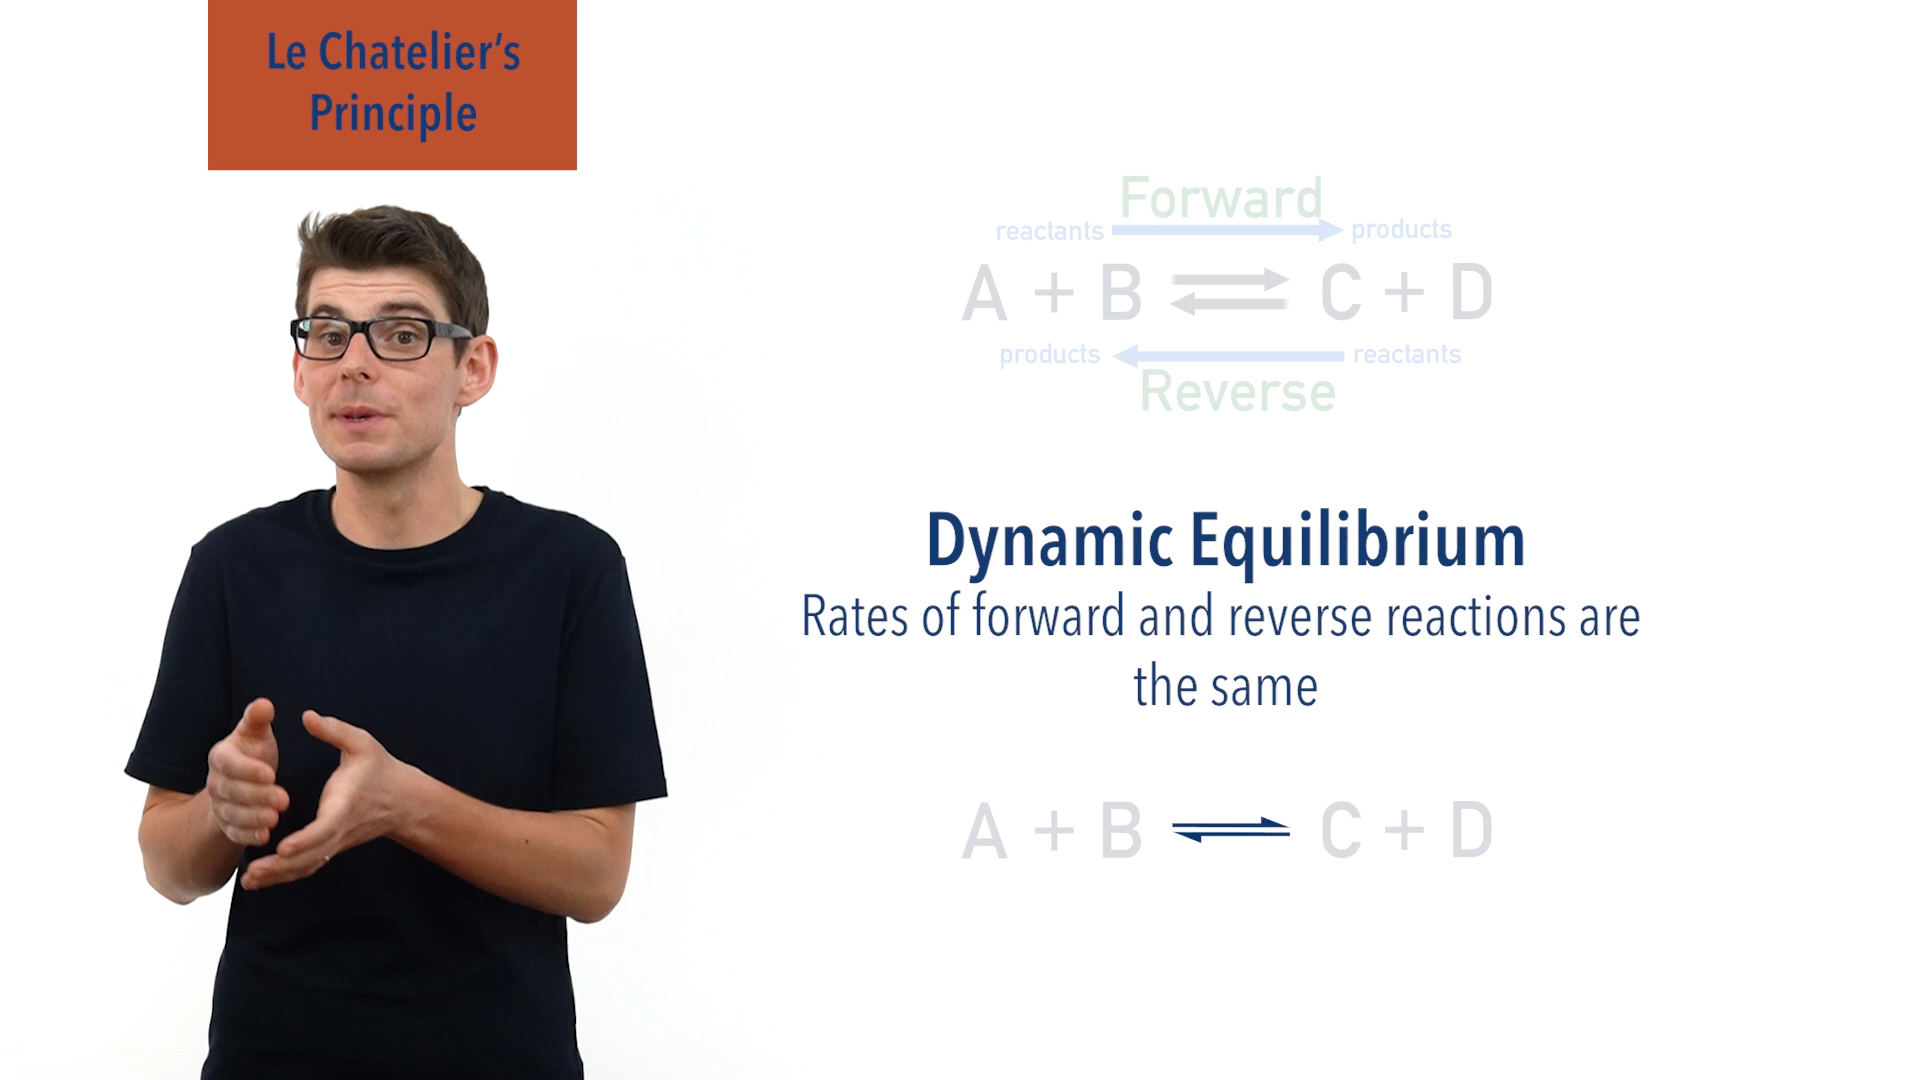 Le Chatelier's
Principle
Forward
reactants products
A + B ⇄ C + D
products reactants
Reverse
Dynamic Equilibrium
Rates of forward and reverse reactions are
the same
A + B ⇌ C + D